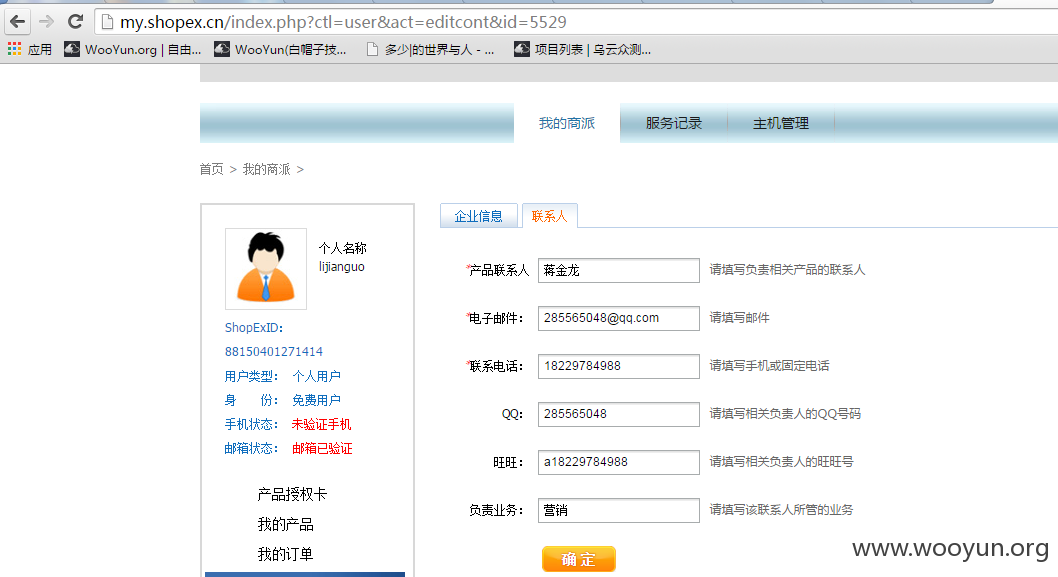 my.shopex.cn/index.php?ctl=user&act=editcont&id=5529
应用 WooYun.org | 自由... WooYun(白帽子技... 多少|的世界与人 - ... 项目列表 | 乌云众测...
我的商派 服务记录 主机管理
首页 > 我的商派 >
企业信息 联系人
个人名称
lijianguo
ShopExID:
88150401271414
用户类型： 个人用户
身 份： 免费用户
手机状态： 未验证手机
邮箱状态： 邮箱已验证
产品授权卡
我的产品
我的订单
*产品联系人 蒋金龙 请填写负责相关产品的联系人
*电子邮件： 285565048@qq.com 请填写邮件
*联系电话： 18229784988 请填写手机或固定电话
QQ： 285565048 请填写相关负责人的QQ号码
旺旺： a18229784988 请填写相关负责人的旺旺号
负责业务： 营销 请填写该联系人所管的业务
确 定
www.wooyun.org